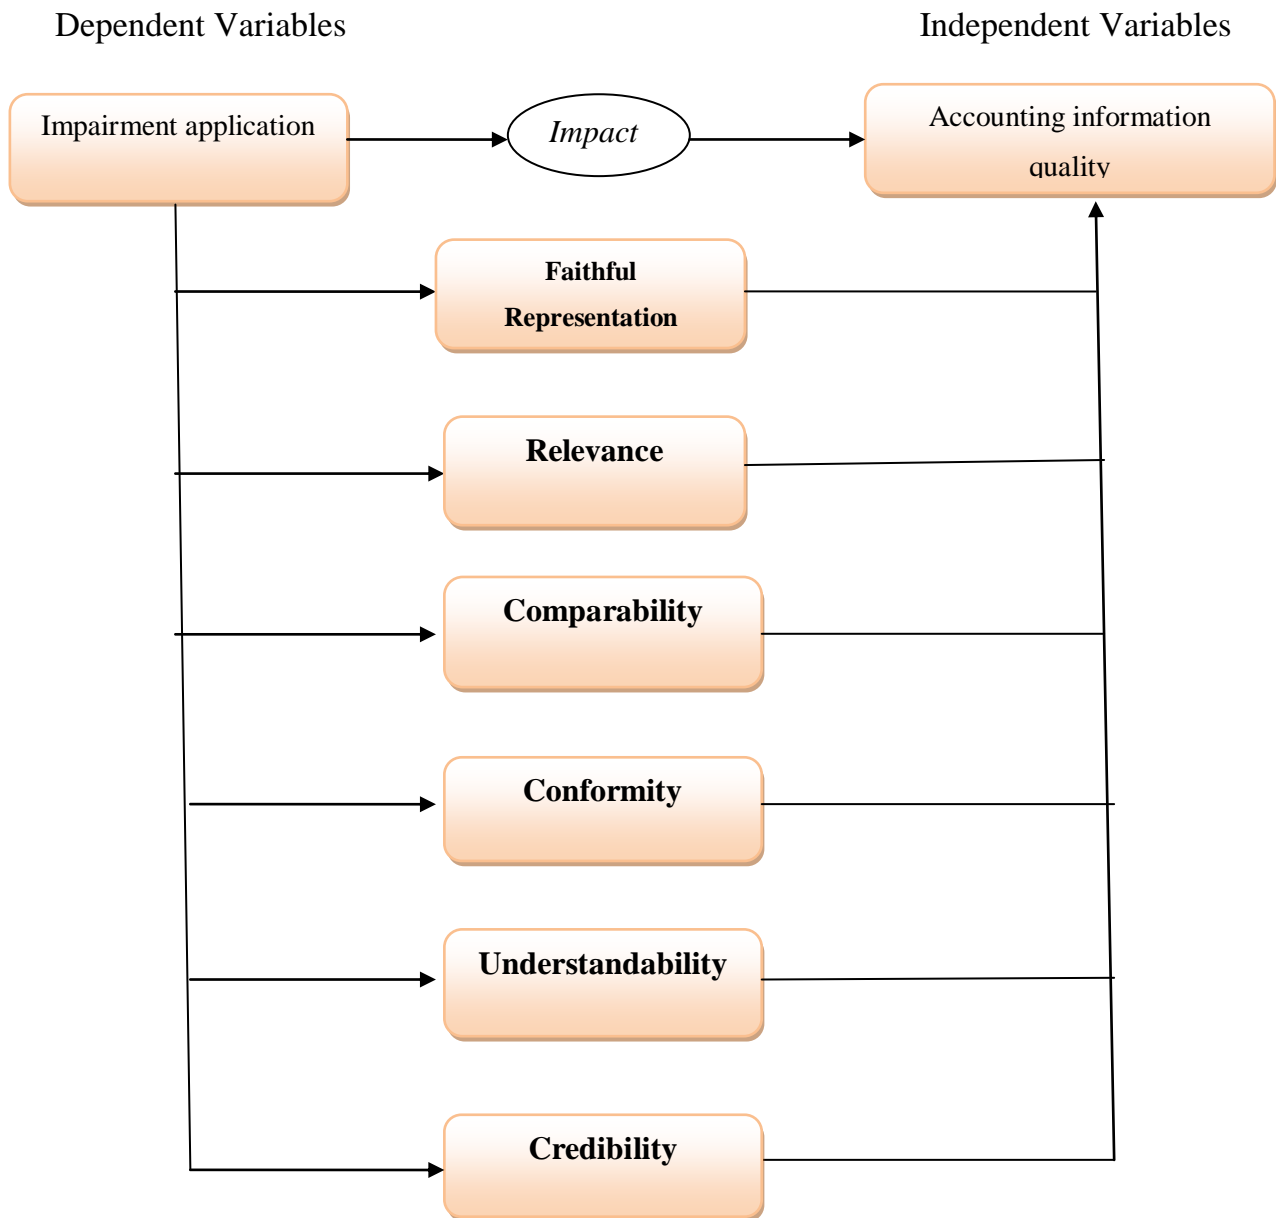 Dependent Variables
Independent Variables
Impairment application
Impact
Accounting information
quality
Faithful
Representation
Relevance
Comparability
Conformity
Understandability
Credibility